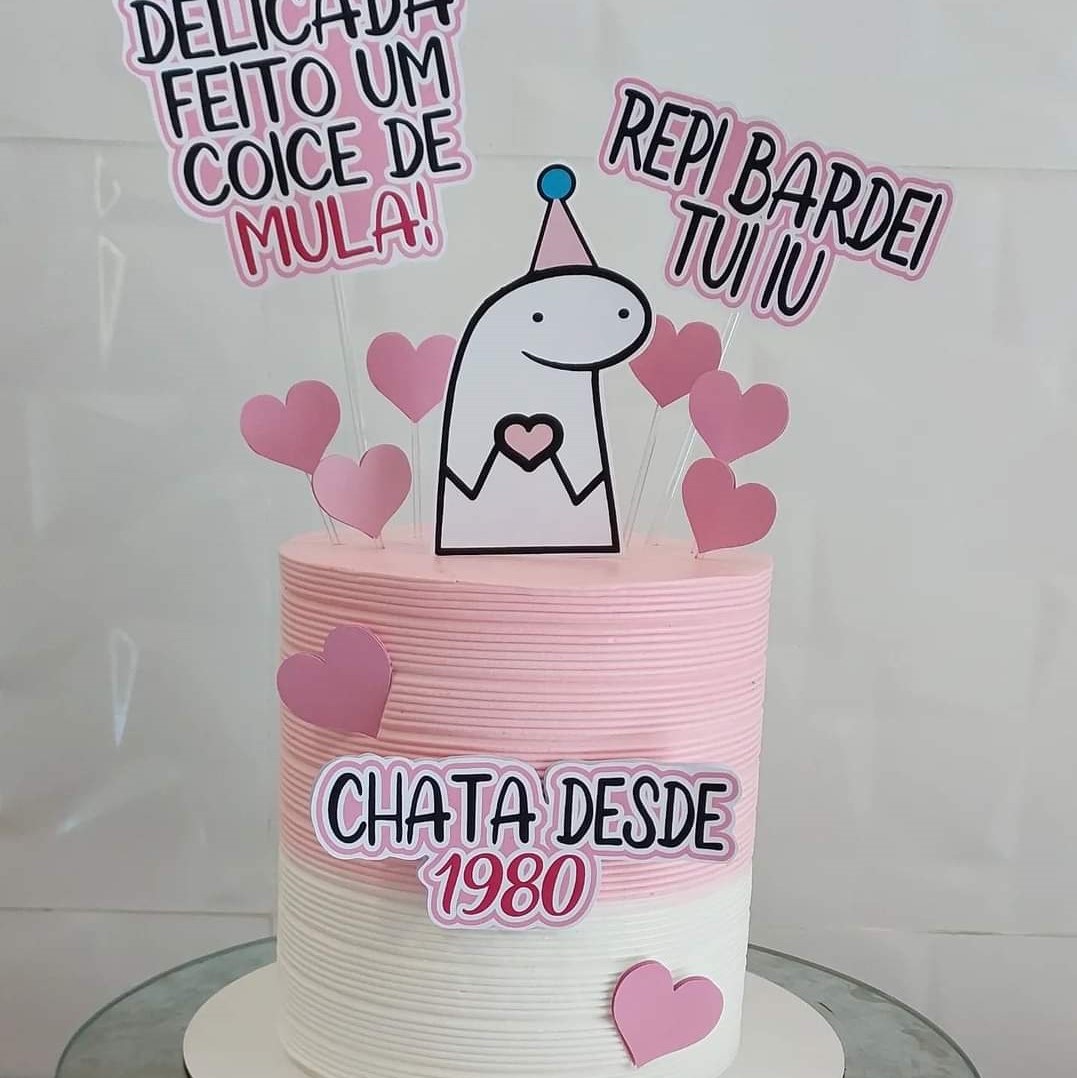 DELICADA
FEITO UM
COICE DE
MULA!
REPI BARDEI
TUI IU
CHATA DESDE
1980